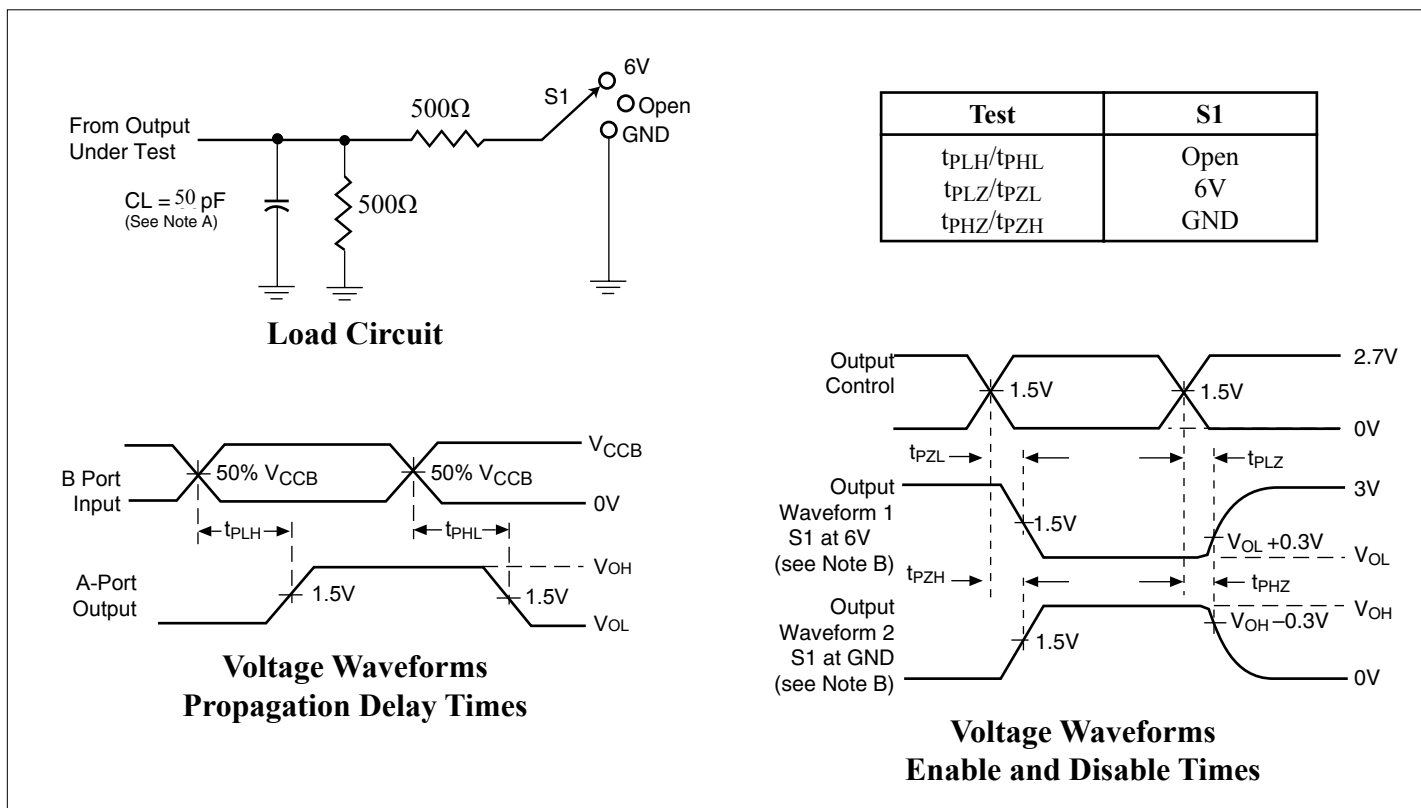 6V
S1
Open
GND
500Ω
From Output
Under Test
CL = 50 pF
(See Note A)
500Ω
Load Circuit
Test S1
tPLH/tPHL Open
tPLZ/tPZL 6V
tPHZ/tPZH GND
B Port
Input
50% VCCB
50% VCCB
VCCB
0V
tPLH
tPHL
A-Port
Output
1.5V
1.5V
VOH
VOL
Voltage Waveforms
Propagation Delay Times
Output
Control
1.5V
1.5V
2.7V
0V
tPZL
tPLZ
Output
Waveform 1
S1 at 6V
(see Note B)
1.5V
3V
VOL +0.3V
VOL
tPZH
tPHZ
Output
Waveform 2
S1 at GND
(see Note B)
1.5V
VOH
VOH –0.3V
0V
Voltage Waveforms
Enable and Disable Times